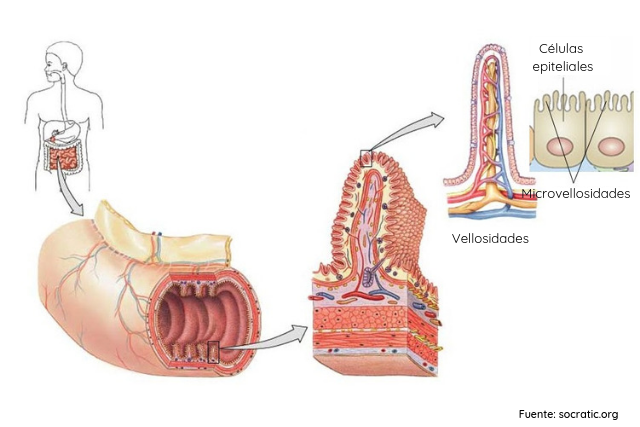 Células
epiteliales
Microvellosidades
Vellosidades
Fuente: socratic.org